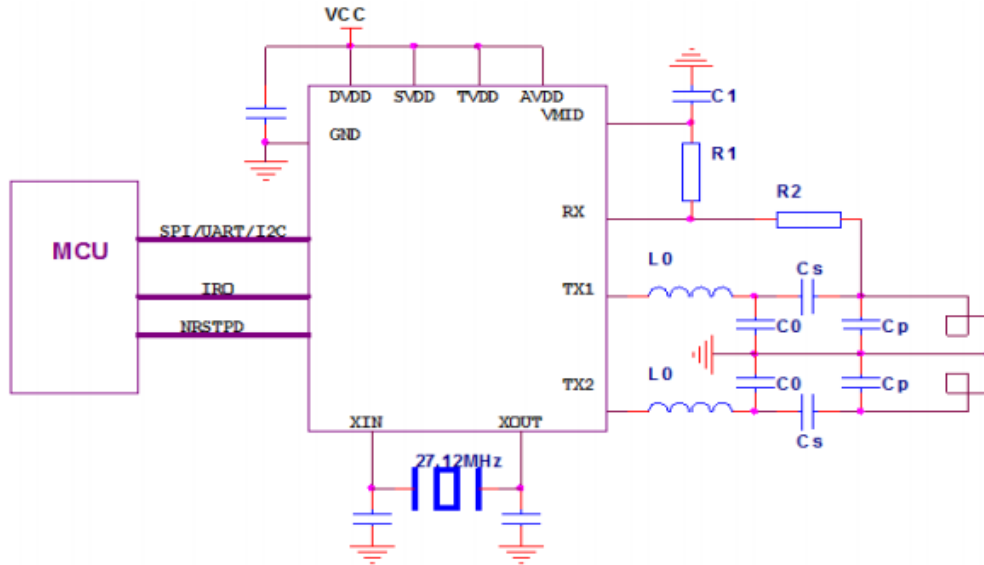 VCC
DVDD SVDD TVDD AVDD
VMID
GND
C1
R1
RX
R2
MCU
SPI/UART/I2C
IRQ
NRSTPD
L0
Cs
TX1
C0
Cp
L0
TX2
C0
Cp
Cs
XIN
XOUT
27.12MHz